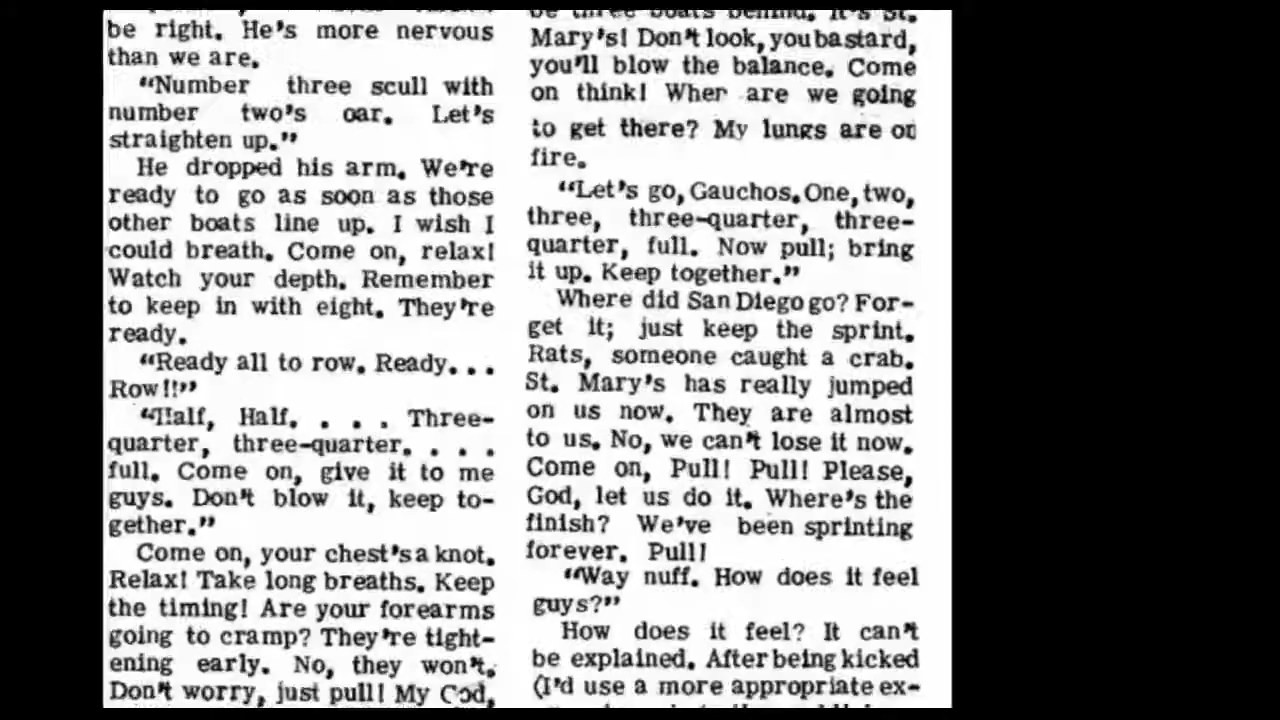 be right. He's more nervous
than we are.
"Number three scull with
number two's oar. Let's
straighten up."
He dropped his arm. We're
ready to go as soon as those
other boats line up. I wish I
could breath. Come on, relax!
Watch your depth. Remember
to keep in with eight. They're
ready.
"Ready all to row. Ready...
Row!!"
"Half, Half. . . . Three-
quarter, three-quarter. . . .
full. Come on, give it to me
guys. Don't blow it, keep to-
gether."
Come on, your chest's a knot.
Relax! Take long breaths. Keep
the timing! Are your forearms
going to cramp? They're tight-
ening early. No, they won't.
Don't worry, just pull! My God,
be three boats behind. It's St.
Mary's! Don't look, you bastard,
you'll blow the balance. Come
on think! Wher are we going
to get there? My lungs are on
fire.
"Let's go, Gauchos. One, two,
three, three-quarter, three-
quarter, full. Now pull; bring
it up. Keep together."
Where did San Diego go? For-
get it; just keep the sprint.
Rats, someone caught a crab.
St. Mary's has really jumped
on us now. They are almost
to us. No, we can't lose it now.
Come on, Pull! Pull! Please,
God, let us do it. Where's the
finish? We've been sprinting
forever. Pull!
"Way nuff. How does it feel
guys?"
How does it feel? It can't
be explained. After being kicked
(I'd use a more appropriate ex-